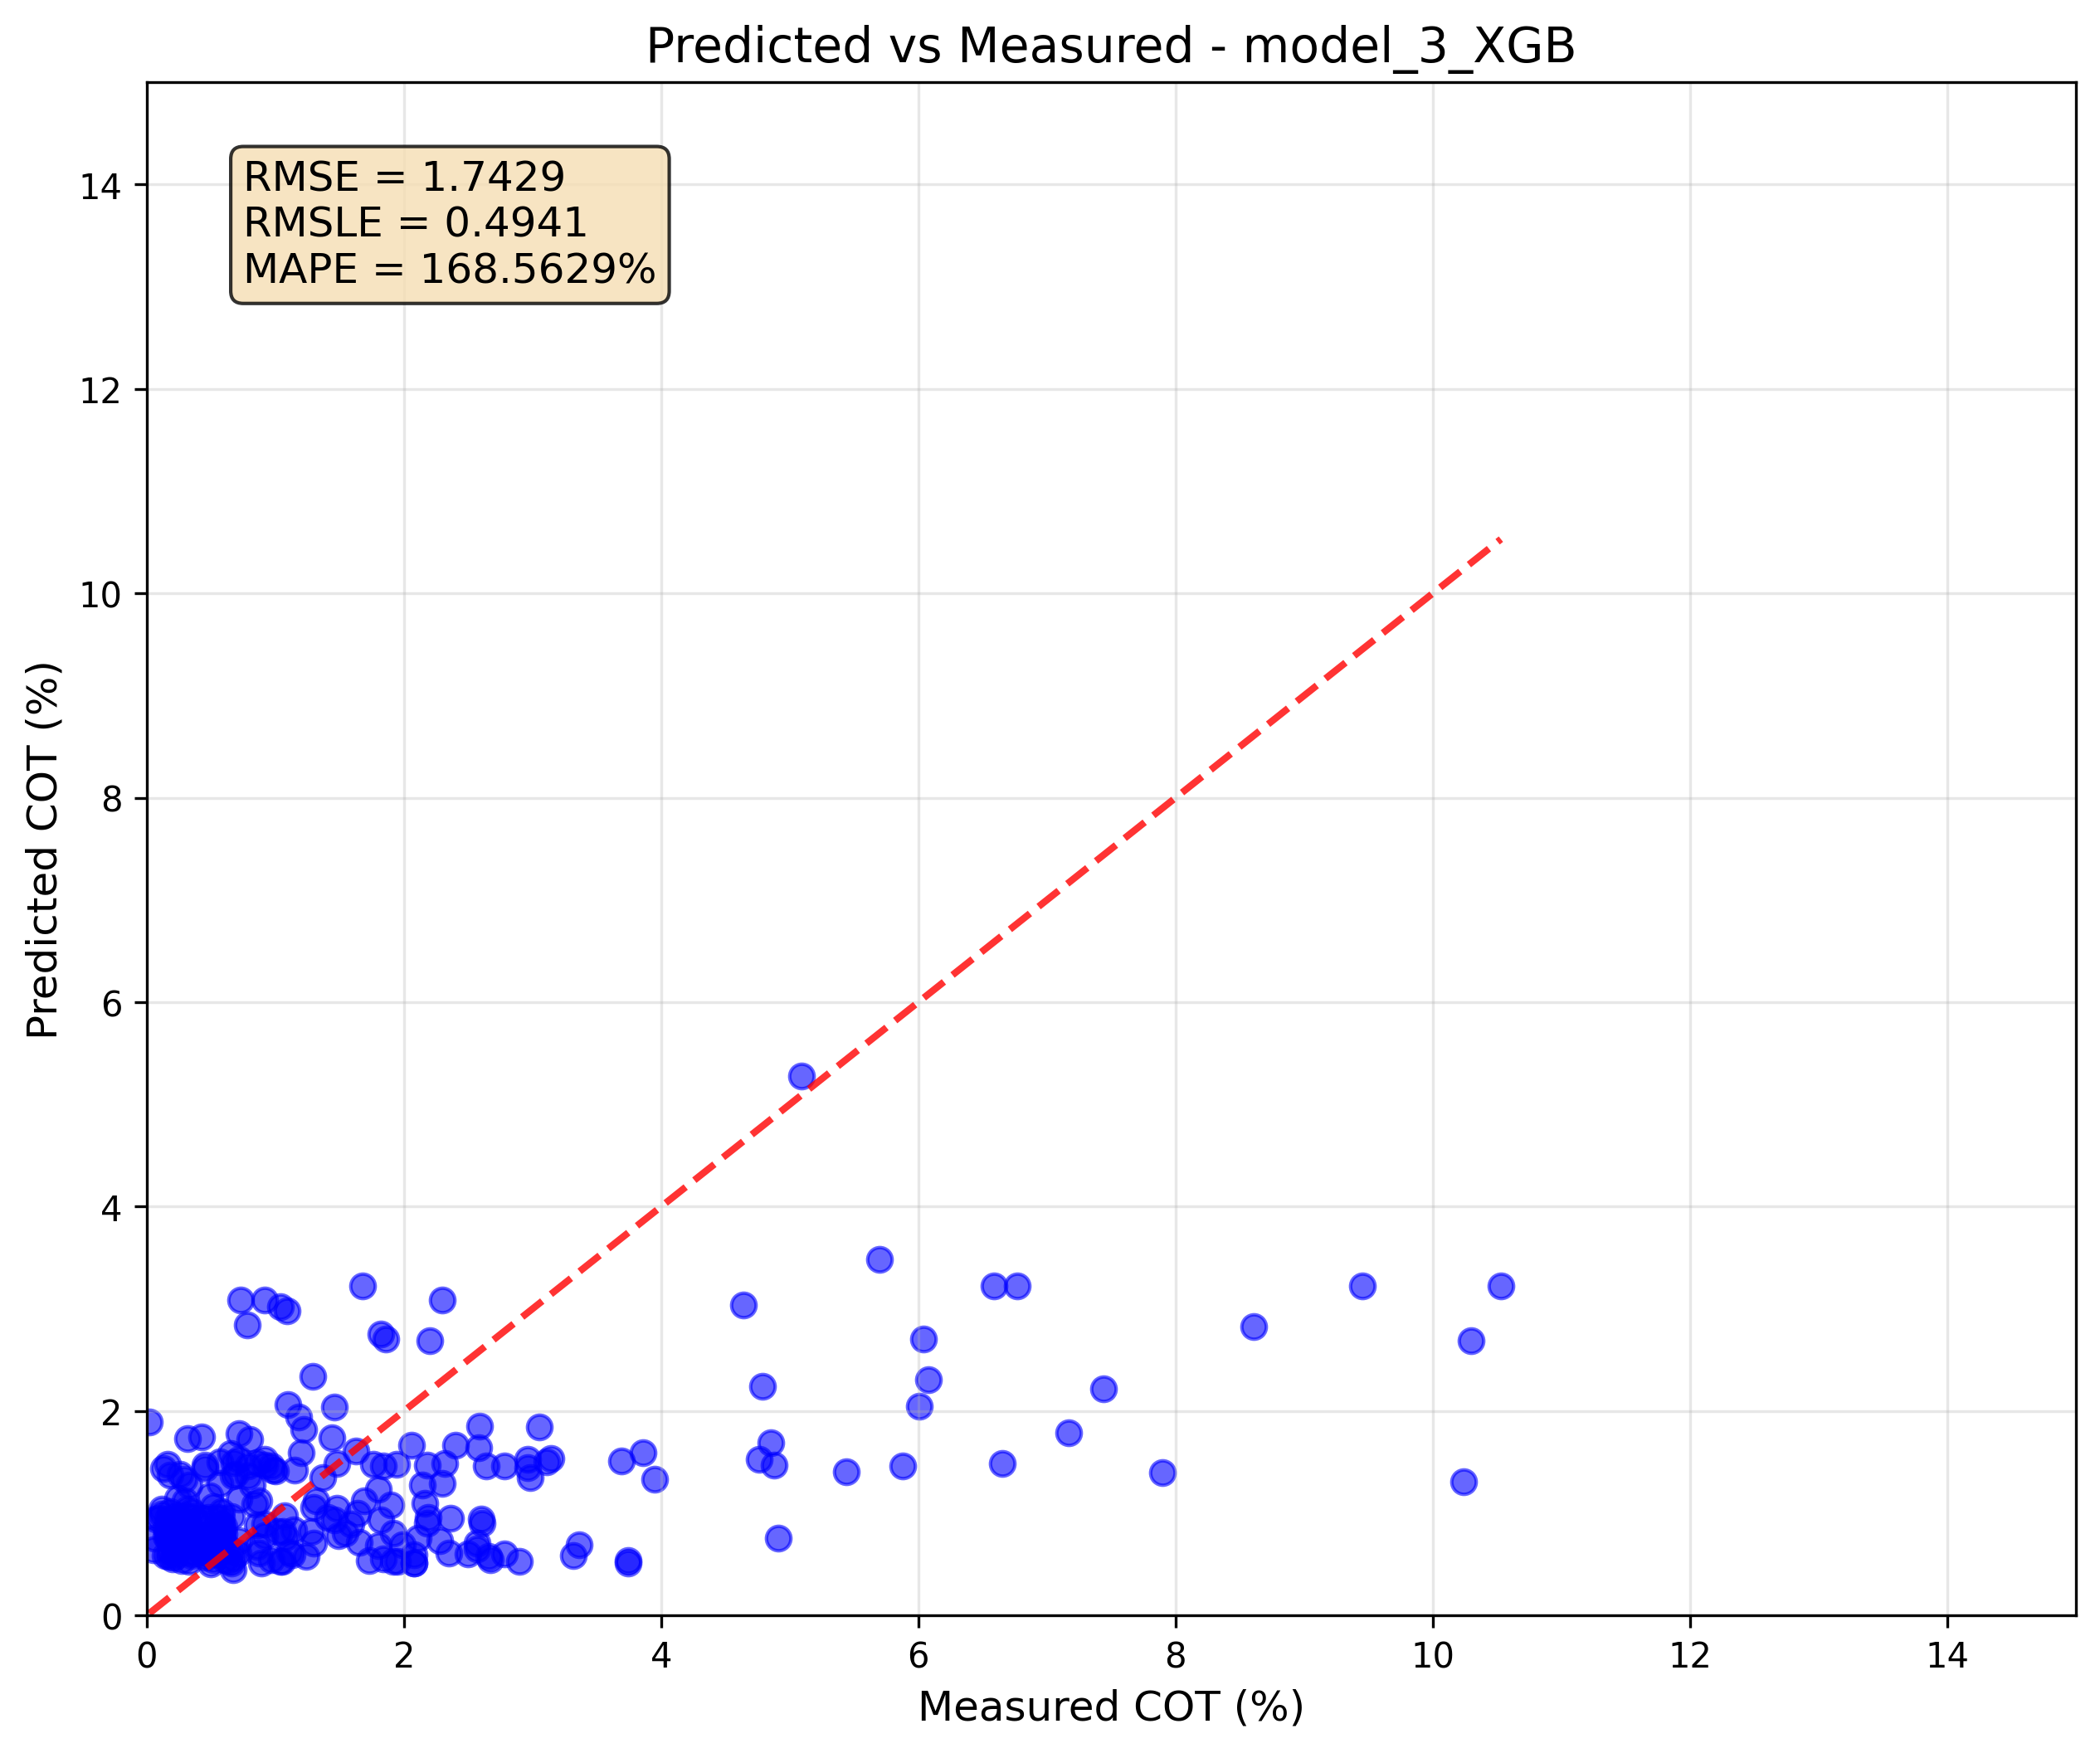 Predicted vs Measured - model_3_XGB
RMSE = 1.7429
RMSLE = 0.4941
MAPE = 168.5629%
Predicted COT (%)
14
12
10
8
6
4
2
0
0 2 4 6 8 10 12 14
Measured COT (%)